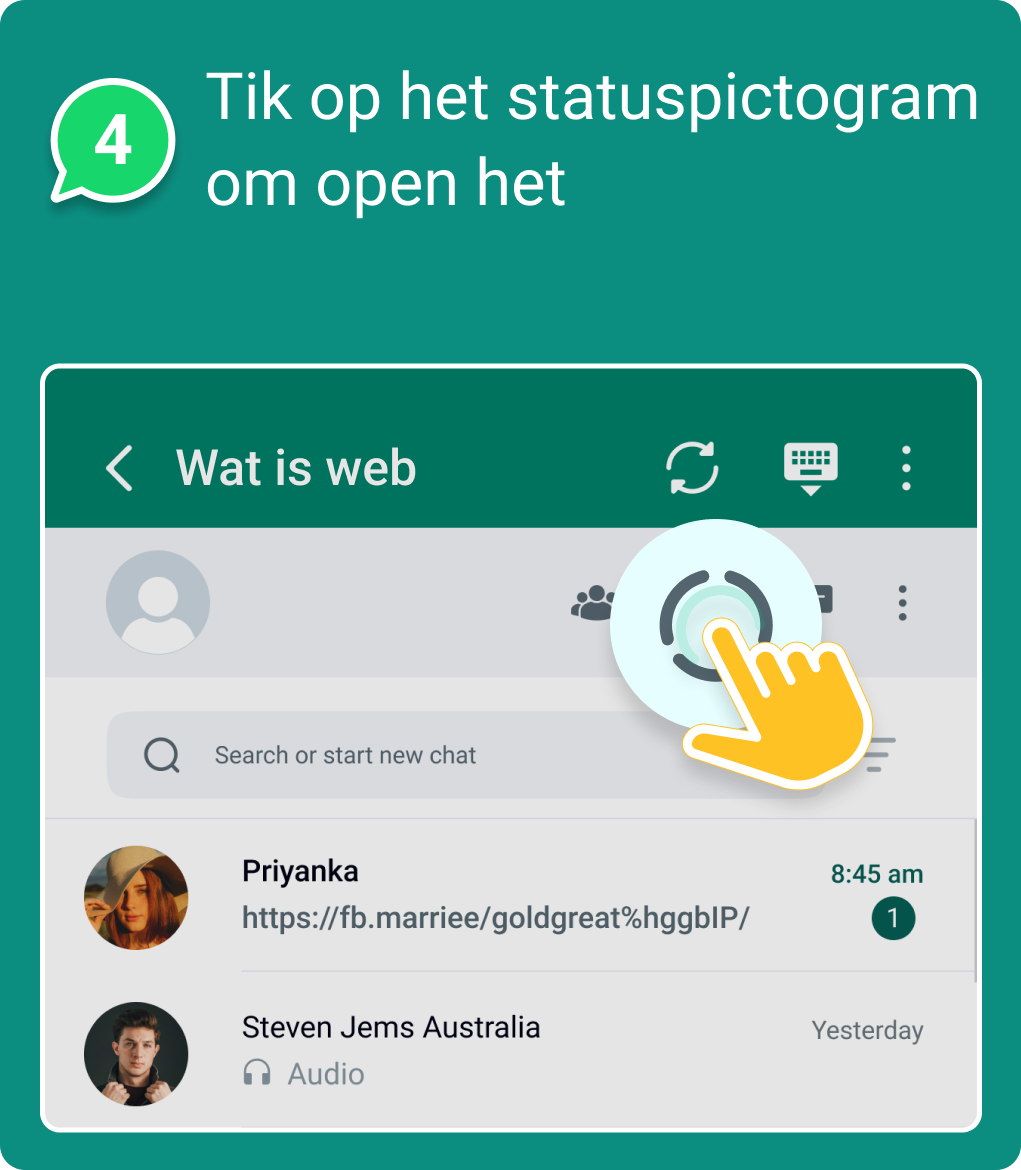 4
Tik op het statuspictogram
om open het
Wat is web
Search or start new chat
Priyanka
8:45 am
https://fb.marriee/goldgreat%hggbIP/
1
Steven Jems Australia
Yesterday
Audio